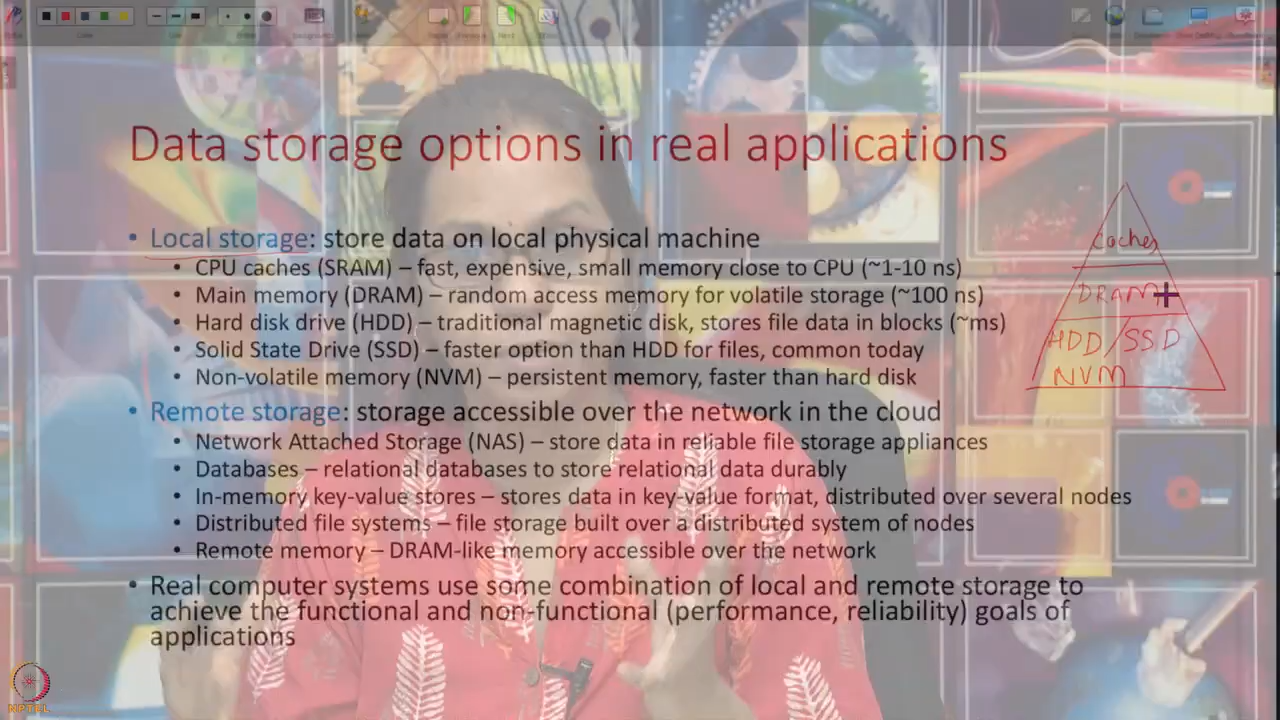 Data storage options in real applications
• Local storage: store data on local physical machine
• CPU caches (SRAM) – fast, expensive, small memory close to CPU (~1-10 ns)
• Main memory (DRAM) – random access memory for volatile storage (~100 ns)
• Hard disk drive (HDD) – traditional magnetic disk, stores file data in blocks (~ms)
• Solid State Drive (SSD) – faster option than HDD for files, common today
• Non-volatile memory (NVM) – persistent memory, faster than hard disk
• Remote storage: storage accessible over the network in the cloud
• Network Attached Storage (NAS) – store data in reliable file storage appliances
• Databases – relational databases to store relational data durably
• In-memory key-value stores – stores data in key-value format, distributed over several nodes
• Distributed file systems – file storage built over a distributed system of nodes
• Remote memory – DRAM-like memory accessible over the network
• Real computer systems use some combination of local and remote storage to
achieve the functional and non-functional (performance, reliability) goals of
applications
Caches
DRAM
HDD/SSD
NVM
NPTEL